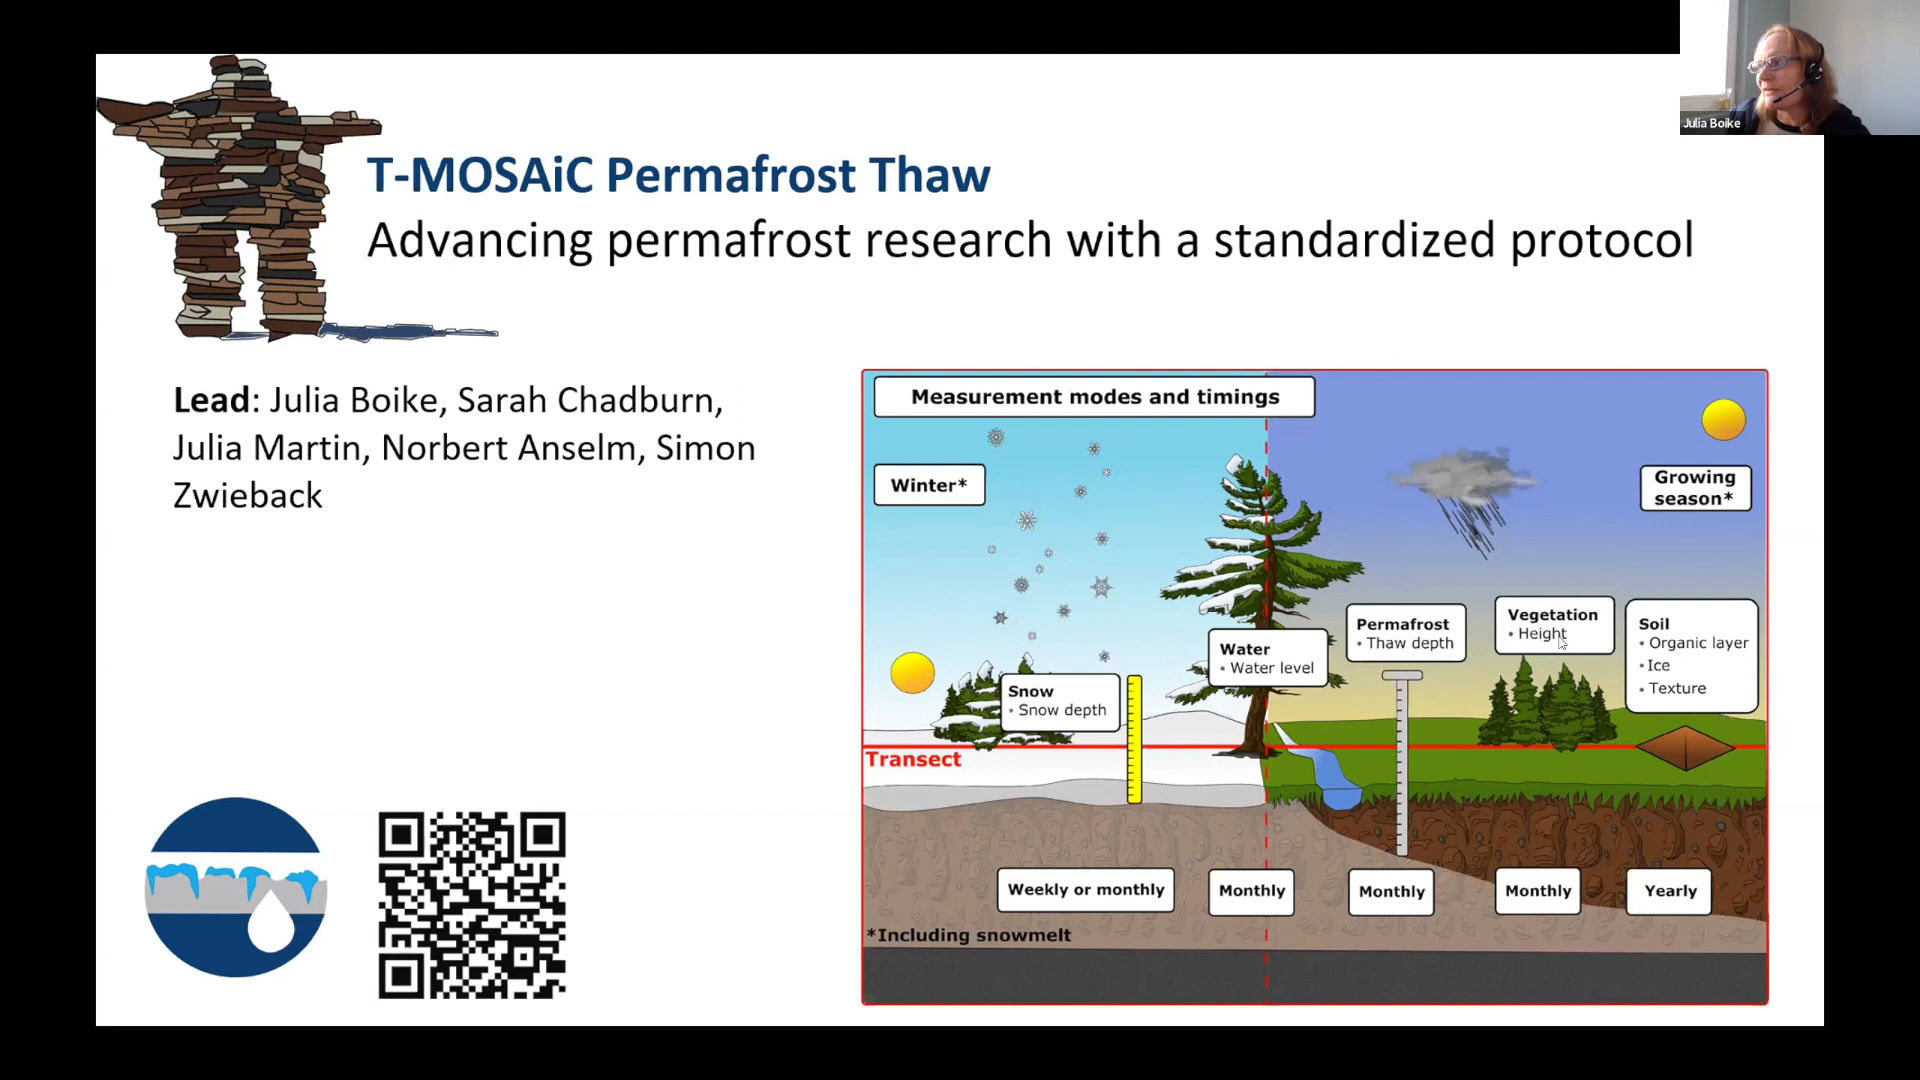 Julia Boike
T-MOSAiC Permafrost Thaw
Advancing permafrost research with a standardized protocol
Lead: Julia Boike, Sarah Chadburn,
Julia Martin, Norbert Anselm, Simon
Zwieback
Measurement modes and timings
Winter*
Growing
season*
Snow
• Snow depth
Water
• Water level
Permafrost
• Thaw depth
Vegetation
• Height
Soil
• Organic layer
• Ice
• Texture
Transect
Weekly or monthly
Monthly
Monthly
Monthly
Yearly
*Including snowmelt